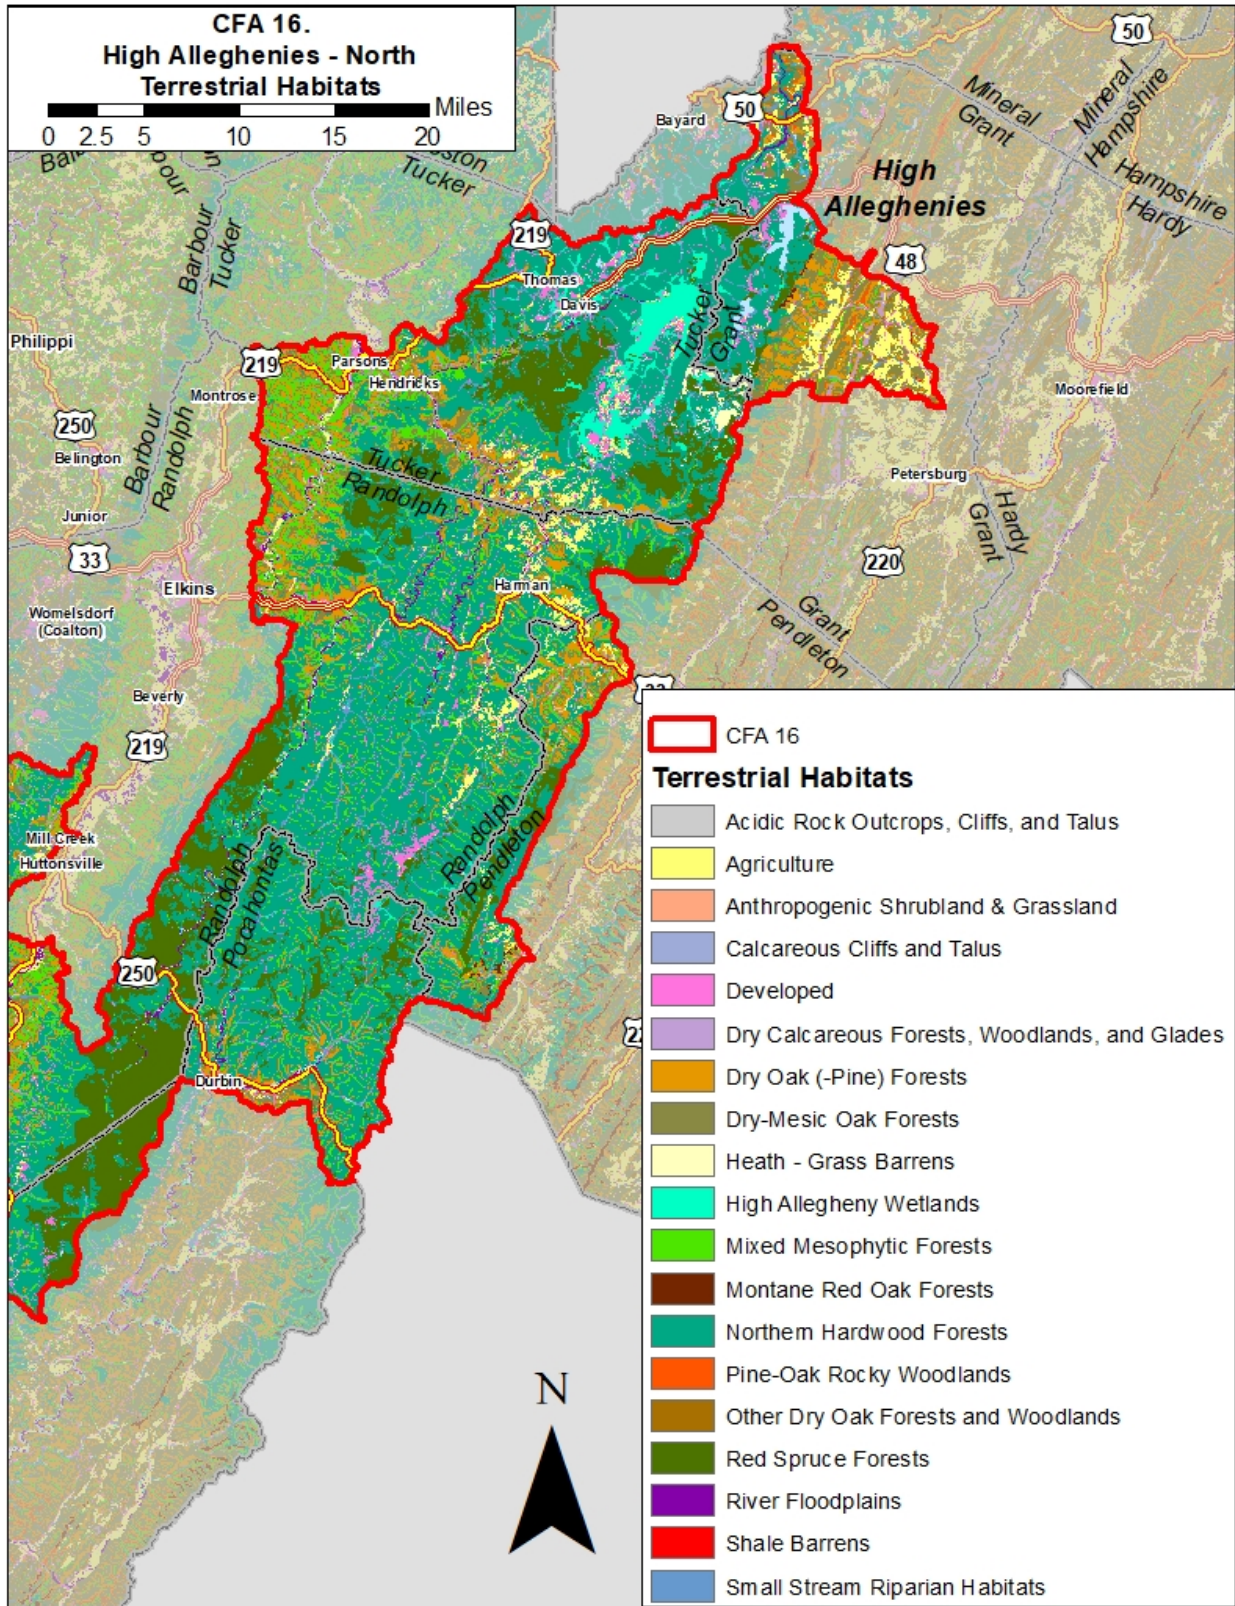 CFA 16.
High Alleghenies - North
Terrestrial Habitats
Miles
0 2.5 5 10 15 20
50
Mineral
Grant
Mineral
Hampshire
Hampshire
Hardy
Bayard
50
Tucker
Barbour
Tucker
High
Alleghenies
219
48
Thomas
Davis
Tucker
Grant
Philippi
219
Parsons
Hendricks
Montrose
Moorefield
250
Belington
Barbour
Randolph
Tucker
Randolph
Petersburg
Hardy
Grant
Junior
33
220
Elkins
Harman
Womelsdorf
(Coalton)
Grant
Pendleton
Beverly
219
Randolph
Pendleton
Mill Creek
Huttonsville
Randolph
Pocahontas
250
Durbin
N
CFA 16
Terrestrial Habitats
Acidic Rock Outcrops, Cliffs, and Talus
Agriculture
Anthropogenic Shrubland & Grassland
Calcareous Cliffs and Talus
Developed
Dry Calcareous Forests, Woodlands, and Glades
Dry Oak (-Pine) Forests
Dry-Mesic Oak Forests
Heath - Grass Barrens
High Allegheny Wetlands
Mixed Mesophytic Forests
Montane Red Oak Forests
Northern Hardwood Forests
Pine-Oak Rocky Woodlands
Other Dry Oak Forests and Woodlands
Red Spruce Forests
River Floodplains
Shale Barrens
Small Stream Riparian Habitats